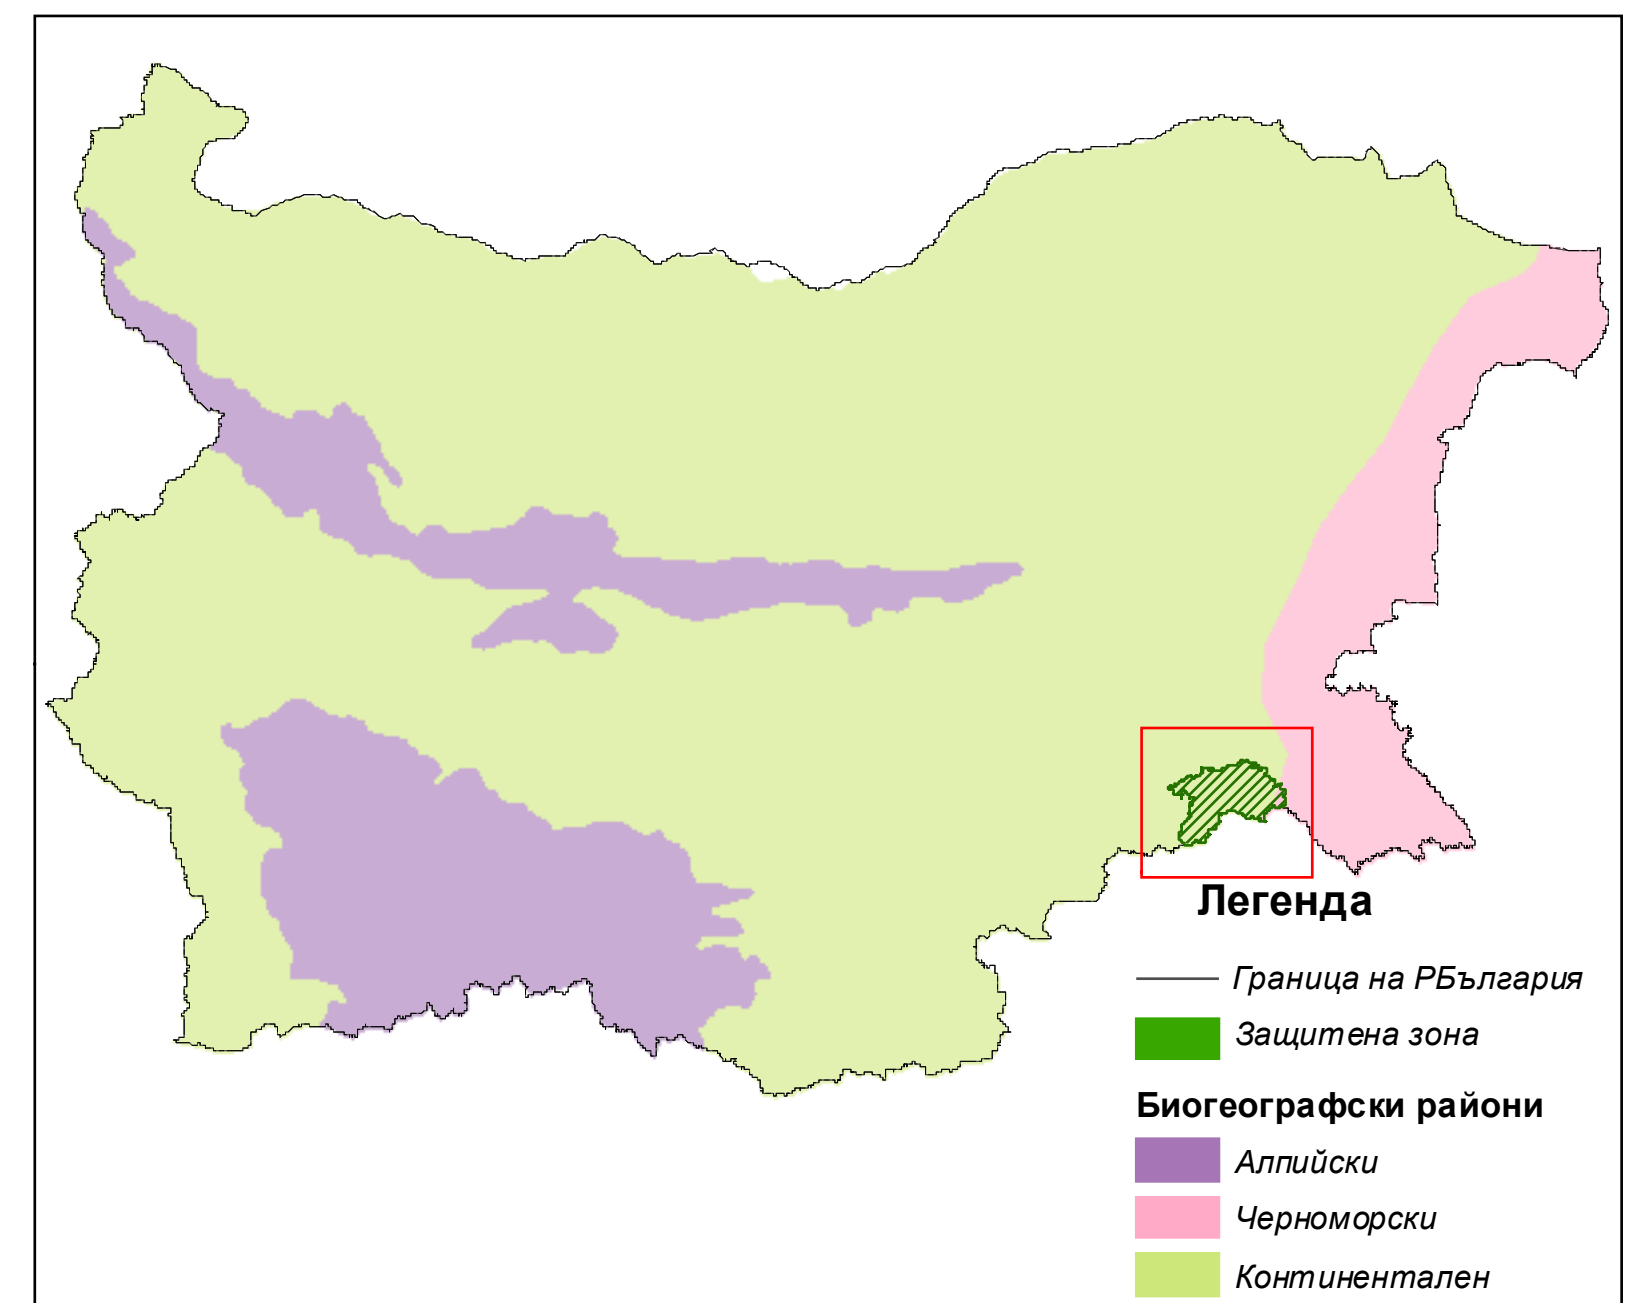 Легенда
Граница на РБългария
Защитена зона
Биогеографски райони
Алпийски
Черноморски
Континентален